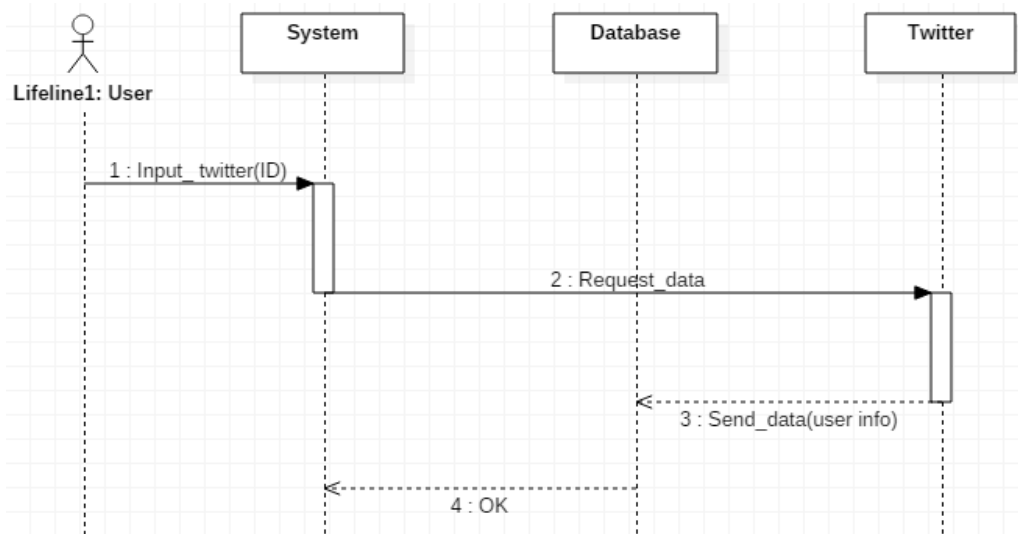 System
Database
Twitter
Lifeline1: User
1 : Input_ twitter(ID)
2 : Request_data
3 : Send_data(user info)
4 : OK